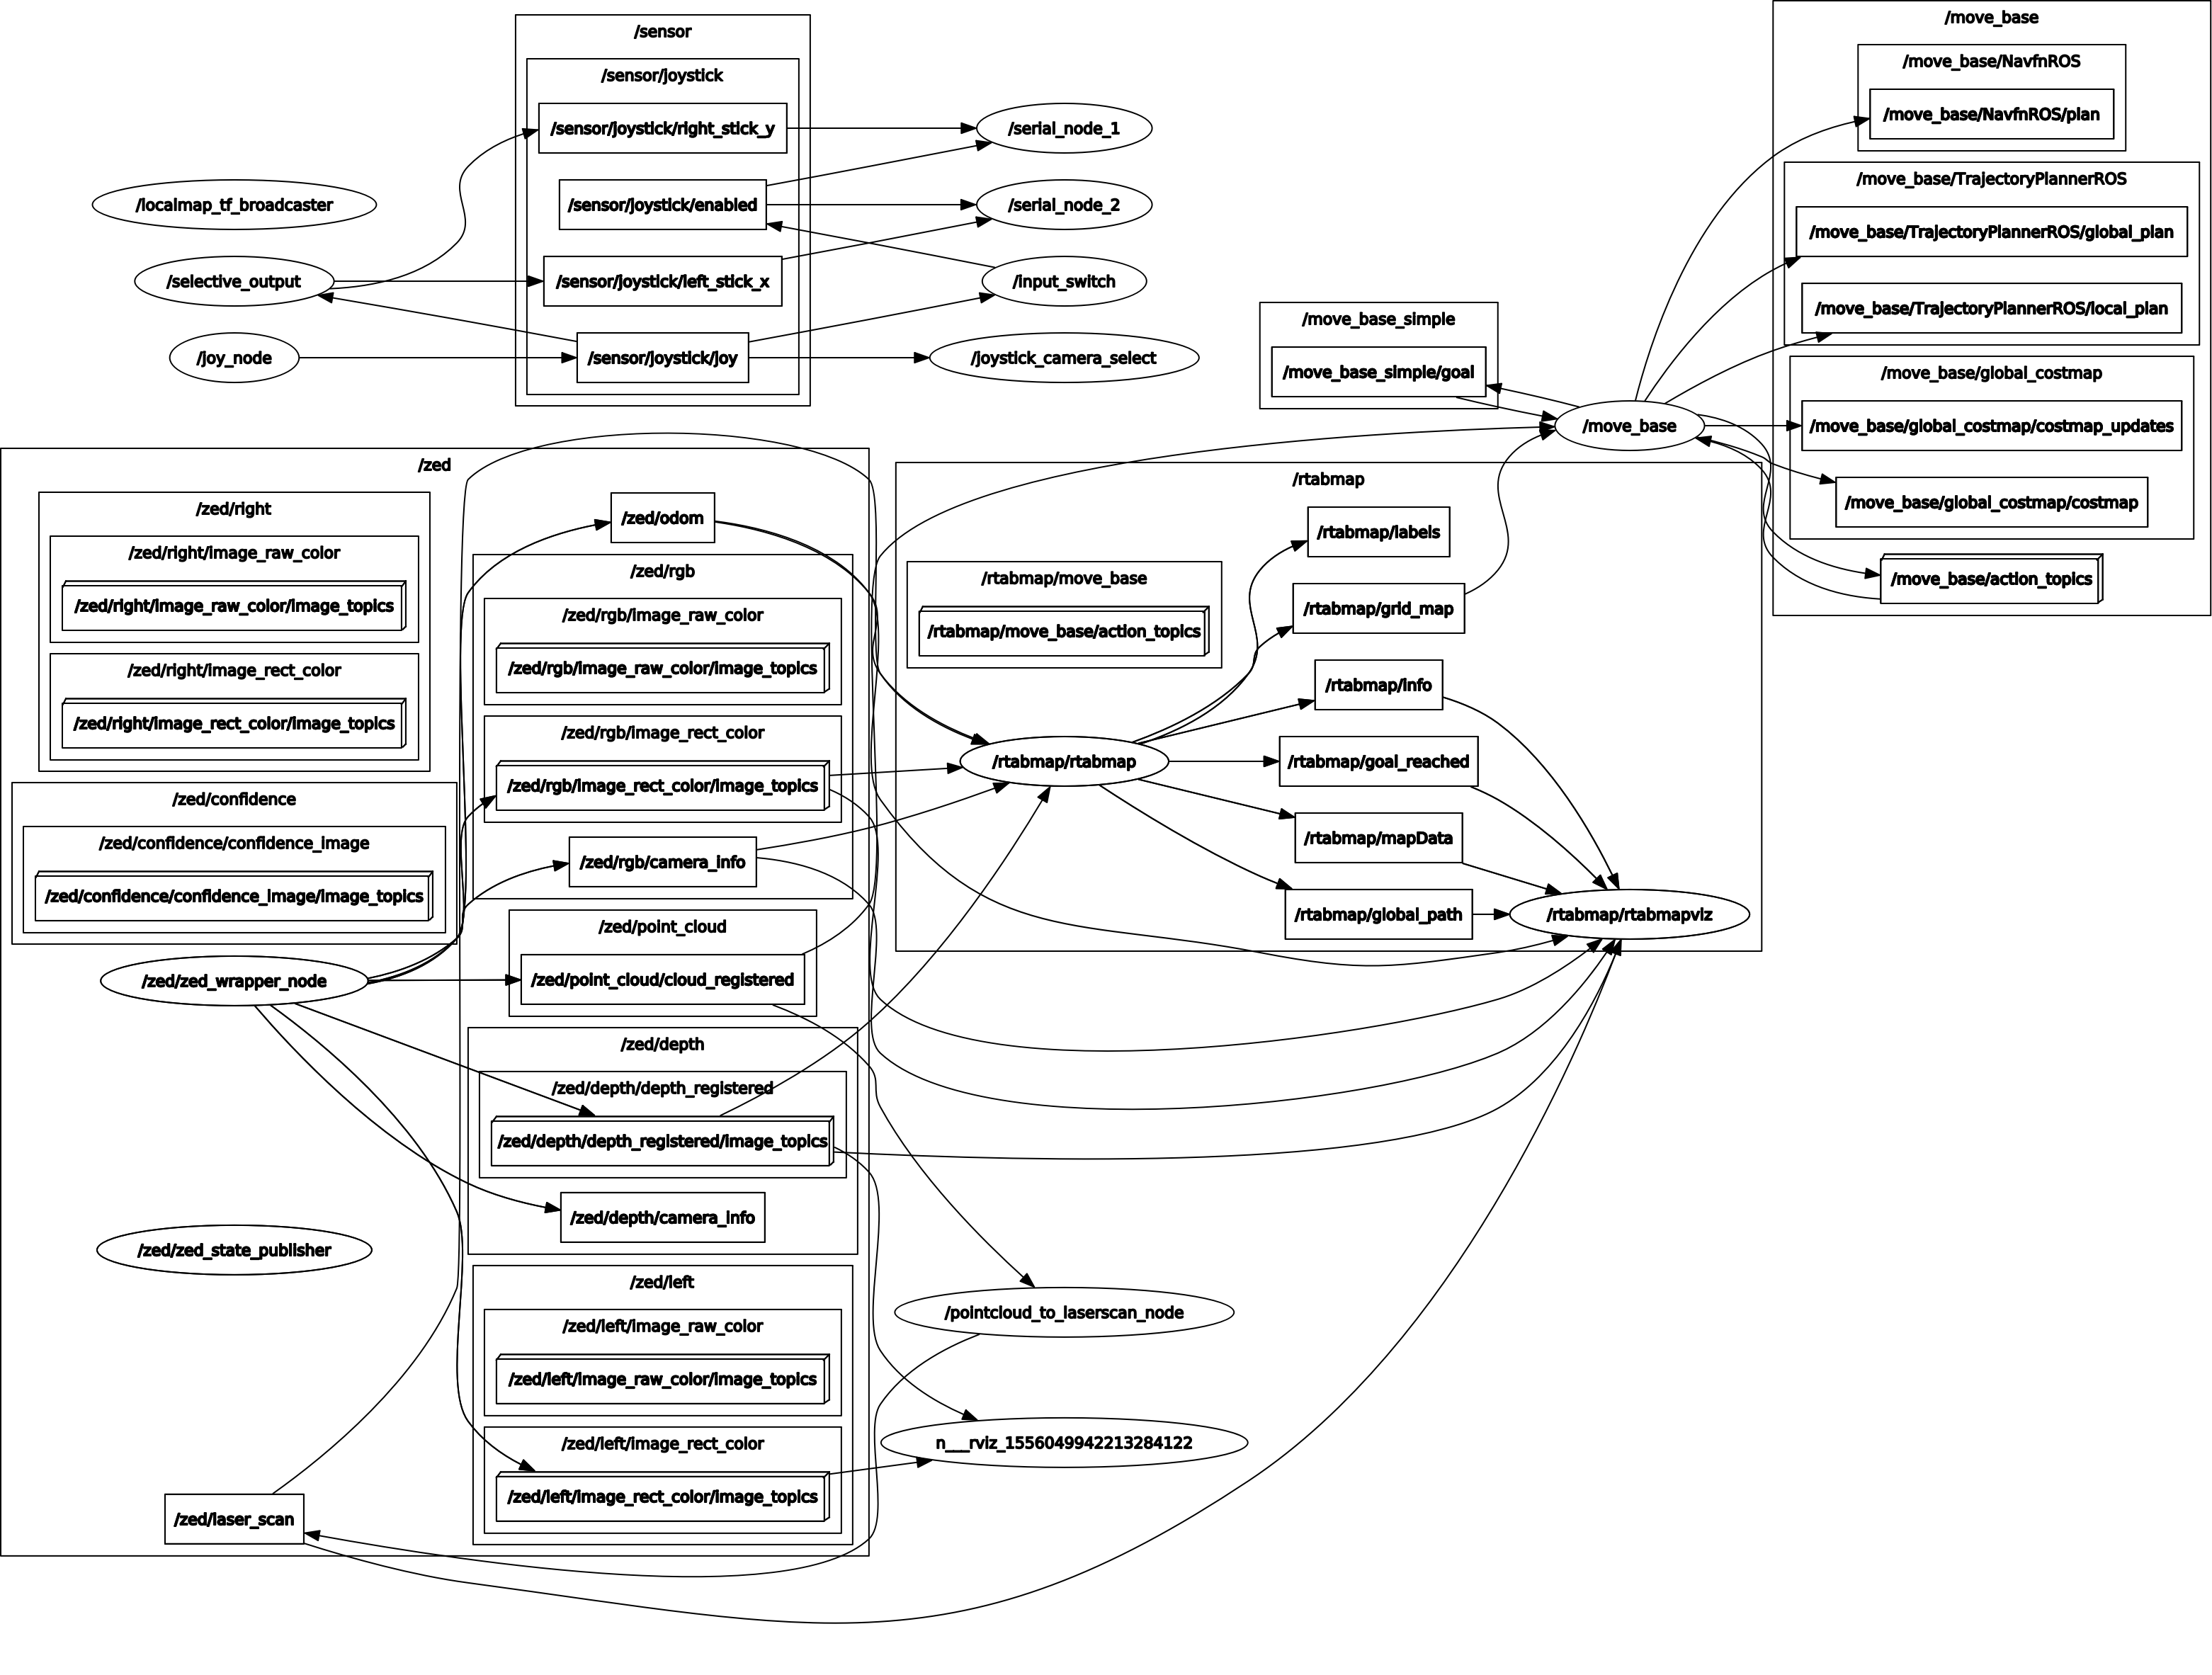 /sensor
/sensor/joystick
/sensor/joystick/right_stick_y
/sensor/joystick/enabled
/sensor/joystick/left_stick_x
/sensor/joystick/joy
/localmap_tf_broadcaster
/selective_output
/joy_node
/serial_node_1
/serial_node_2
/input_switch
/joystick_camera_select
/move_base_simple
/move_base_simple/goal
/move_base
/move_base
/move_base/NavfnROS
/move_base/NavfnROS/plan
/move_base/TrajectoryPlannerROS
/move_base/TrajectoryPlannerROS/global_plan
/move_base/TrajectoryPlannerROS/local_plan
/move_base/global_costmap
/move_base/global_costmap/costmap_updates
/move_base/global_costmap/costmap
/move_base/action_topics
/zed
/zed/right
/zed/right/image_raw_color
/zed/right/image_raw_color/image_topics
/zed/right/image_rect_color
/zed/right/image_rect_color/image_topics
/zed/confidence
/zed/confidence/confidence_image
/zed/confidence/confidence_image/image_topics
/zed/zed_wrapper_node
/zed/zed_state_publisher
/zed/laser_scan
/zed/odom
/zed/rgb
/zed/rgb/image_raw_color
/zed/rgb/image_raw_color/image_topics
/zed/rgb/image_rect_color
/zed/rgb/image_rect_color/image_topics
/zed/rgb/camera_info
/zed/point_cloud
/zed/point_cloud/cloud_registered
/zed/depth
/zed/depth/depth_registered
/zed/depth/depth_registered/image_topics
/zed/depth/camera_info
/zed/left
/zed/left/image_raw_color
/zed/left/image_raw_color/image_topics
/zed/left/image_rect_color
/zed/left/image_rect_color/image_topics
/rtabmap
/rtabmap/move_base
/rtabmap/move_base/action_topics
/rtabmap/rtabmap
/rtabmap/labels
/rtabmap/grid_map
/rtabmap/info
/rtabmap/goal_reached
/rtabmap/mapData
/rtabmap/global_path
/rtabmap/rtabmapviz
/pointcloud_to_laserscan_node
n___rviz_1556049942213284122